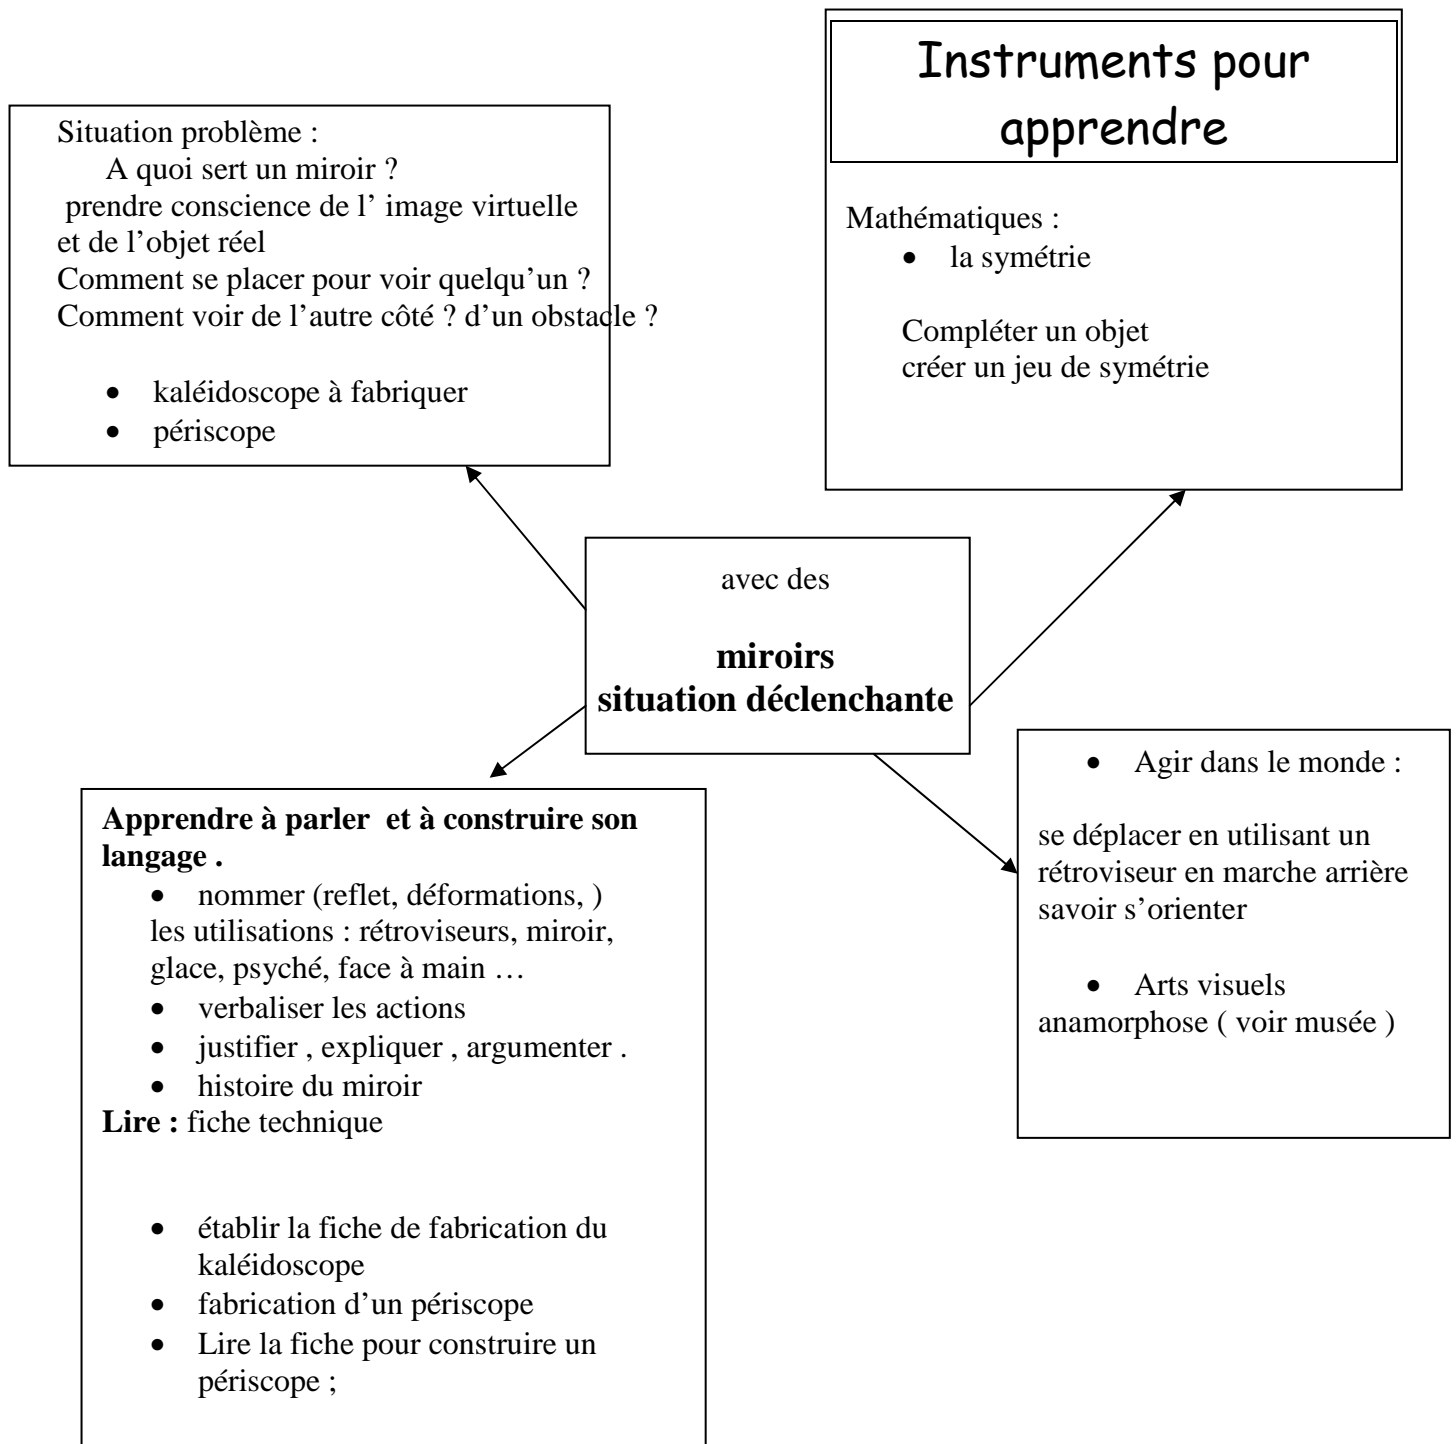 Instruments pour
apprendre
Situation problème :
A quoi sert un miroir ?
prendre conscience de l’ image virtuelle
et de l’objet réel
Comment se placer pour voir quelqu’un ?
Comment voir de l’autre côté ? d’un obstacle ?
• kaléidoscope à fabriquer
• périscope
Mathématiques :
• la symétrie
Compléter un objet
créer un jeu de symétrie
avec des
miroirs
situation déclenchante
• Agir dans le monde :
se déplacer en utilisant un
rétroviseur en marche arrière
savoir s’orienter
• Arts visuels
anamorphose ( voir musée )
Apprendre à parler et à construire son
langage .
• nommer (reflet, déformations, )
les utilisations : rétroviseurs, miroir,
glace, psyché, face à main …
• verbaliser les actions
• justifier , expliquer , argumenter .
• histoire du miroir
Lire : fiche technique
• établir la fiche de fabrication du
kaléidoscope
• fabrication d’un périscope
• Lire la fiche pour construire un
périscope ;